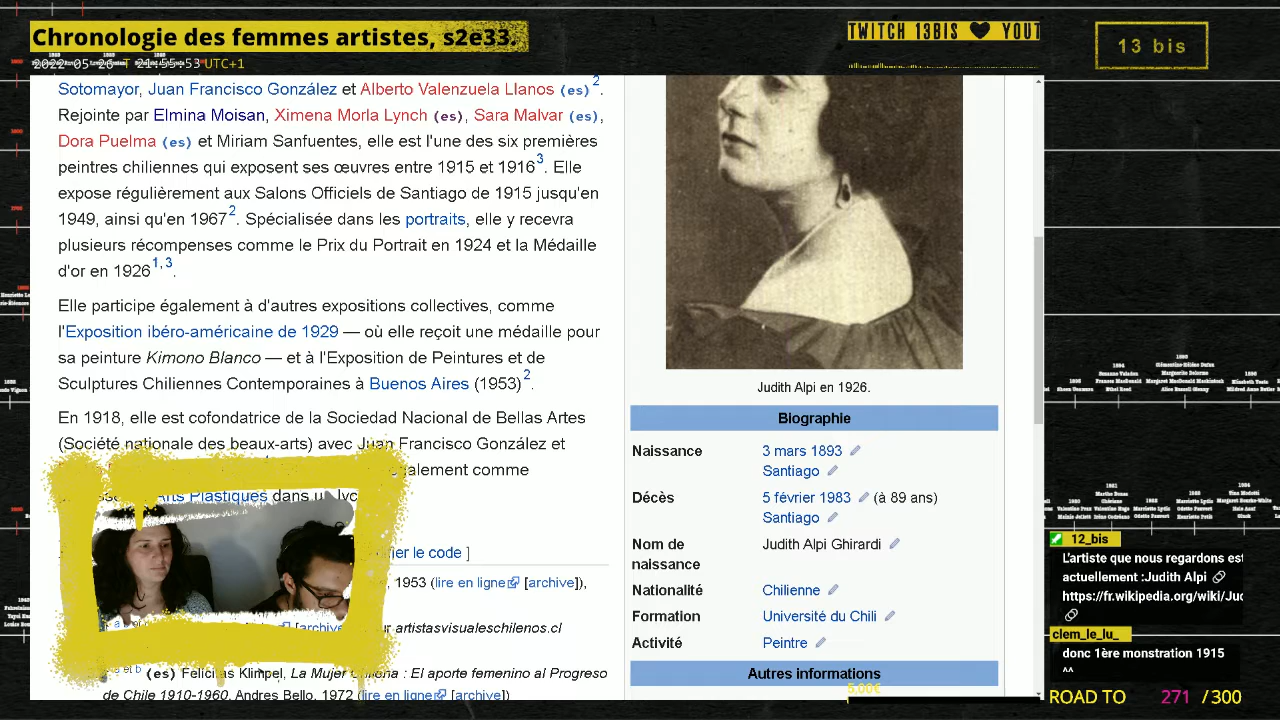 Chronologie des femmes artistes, s2e33.
UTC+1
TWITCH 13BIS
YOUT
13 bis
Sotomayor, Juan Francisco González et Alberto Valenzuela Llanos (es) 2.
Rejointe par Elmina Moisan, Ximena Morla Lynch (es), Sara Malvar (es),
Dora Puelma (es) et Miriam Sanfuentes, elle est l'une des six premières
peintres chiliennes qui exposent ses œuvres entre 1915 et 1916 3. Elle
expose régulièrement aux Salons Officiels de Santiago de 1915 jusqu'en
1949, ainsi qu'en 1967 2. Spécialisée dans les portraits, elle y recevra
plusieurs récompenses comme le Prix du Portrait en 1924 et la Médaille
d'or en 1926 1, 3.
Elle participe également à d'autres expositions collectives, comme
l'Exposition ibéro-américaine de 1929 — où elle reçoit une médaille pour
sa peinture Kimono Blanco — et à l'Exposition de Peintures et de
Sculptures Chiliennes Contemporaines à Buenos Aires (1953) 2.
En 1918, elle est cofondatrice de la Sociedad Nacional de Bellas Artes
(Société nationale des beaux-arts) avec Juan Francisco González et
galement comme
Arts Plastiques dans un lyc
ier le code ]
, 1953 (lire en ligne [archive]),
artistasvisualeschilenos.cl
et b (es) Felicitas Klimpel, La Mujer : El aporte femenino al Progreso
de Chile 1910-1960, Andres Bello, 1972 (lire en ligne [archive])
Judith Alpi en 1926.
Biographie
Naissance 3 mars 1893
Santiago
Décès 5 février 1983 (à 89 ans)
Santiago
Nom de naissance Judith Alpi Ghirardi
Nationalité Chilienne
Formation Université du Chili
Activité Peintre
Autres informations
5,00€
12_bis
L'artiste que nous regardons est
actuellement :Judith Alpi
https://fr.wikipedia.org/wiki/Jud
clem_le_lu_
donc 1ère monstration 1915
^^
ROAD TO 271 / 300